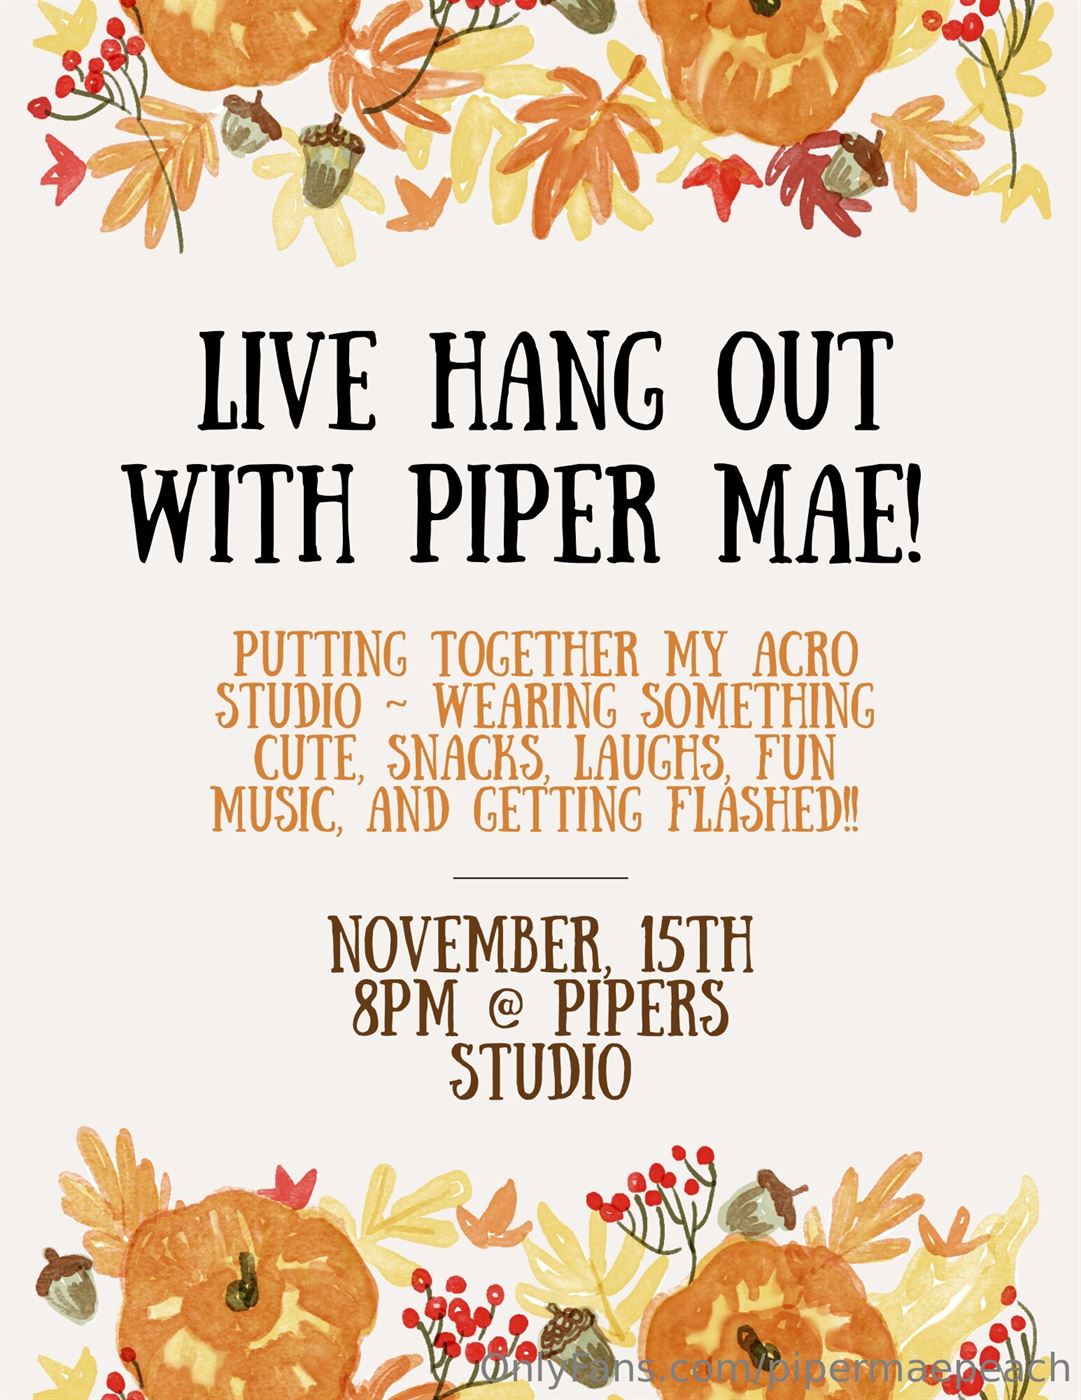 LIVE HANG OUT
WITH PIPER MAE!
PUTTING TOGETHER MY ACRO
STUDIO ~ WEARING SOMETHING
CUTE, SNACKS, LAUGHS, FUN
MUSIC, AND GETTING FLASHED!!
NOVEMBER, 15TH
8PM @ PIPERS
STUDIO
OnlyFans.com/pipermaepeach